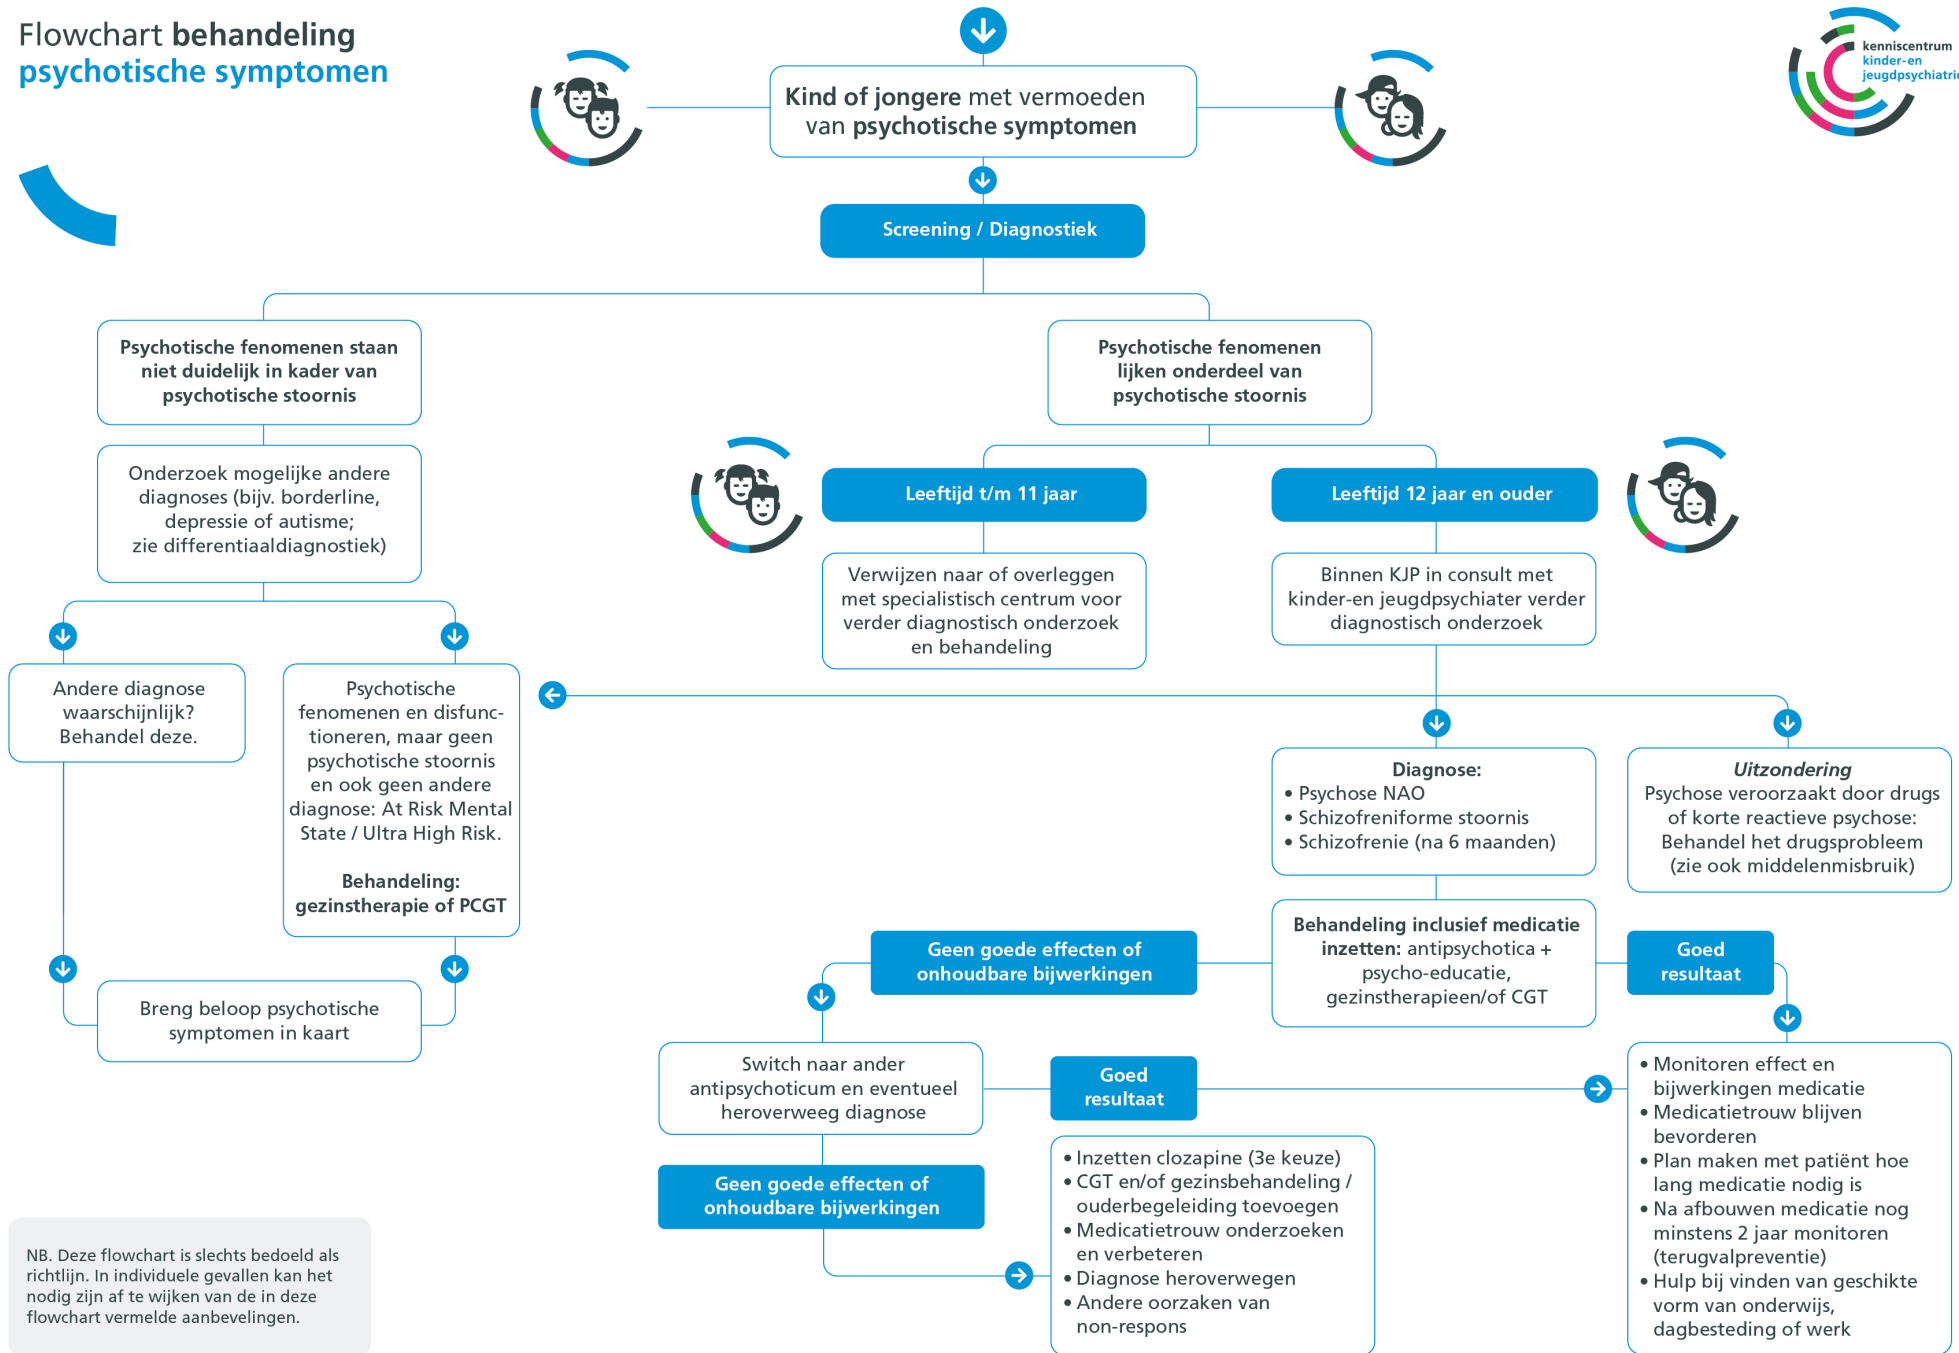 Flowchart behandeling
psychotische symptomen
kenniscentrum
kinder-en
jeugdpsychiatrie
Kind of jongere met vermoeden
van psychotische symptomen
Screening / Diagnostiek
Psychotische fenomenen staan
niet duidelijk in kader van
psychotische stoornis
Psychotische fenomenen
lijken onderdeel van
psychotische stoornis
Onderzoek mogelijke andere
diagnoses (bijv. borderline,
depressie of autisme;
zie differentiaaldiagnostiek)
Leeftijd t/m 11 jaar
Leeftijd 12 jaar en ouder
Verwijzen naar of overleggen
met specialistisch centrum voor
verder diagnostisch onderzoek
en behandeling
Binnen KJP in consult met
kinder-en jeugdpsychiater verder
diagnostisch onderzoek
Andere diagnose
waarschijnlijk?
Behandel deze.
Psychotische
fenomenen en disfunc-
tioneren, maar geen
psychotische stoornis
en ook geen andere
diagnose: At Risk Mental
State / Ultra High Risk.
Behandeling:
gezinstherapie of PCGT
Diagnose:
• Psychose NAO
• Schizofreniforme stoornis
• Schizofrenie (na 6 maanden)
Uitzondering
Psychose veroorzaakt door drugs
of korte reactieve psychose:
Behandel het drugsprobleem
(zie ook middelenmisbruik)
Behandeling inclusief medicatie
inzetten: antipsychotica +
psycho-educatie,
gezinstherapieen/of CGT
Geen goede effecten of
onhoudbare bijwerkingen
Goed
resultaat
Breng beloop psychotische
symptomen in kaart
Switch naar ander
antipsychoticum en eventueel
heroverweeg diagnose
Goed
resultaat
• Monitoren effect en
bijwerkingen medicatie
• Medicatietrouw blijven
bevorderen
• Plan maken met patiënt hoe
lang medicatie nodig is
• Na afbouwen medicatie nog
minstens 2 jaar monitoren
(terugvalpreventie)
• Hulp bij vinden van geschikte
vorm van onderwijs,
dagbesteding of werk
Geen goede effecten of
onhoudbare bijwerkingen
• Inzetten clozapine (3e keuze)
• CGT en/of gezinsbehandeling /
ouderbegeleiding toevoegen
• Medicatietrouw onderzoeken
en verbeteren
• Diagnose heroverwegen
• Andere oorzaken van
non-respons
NB. Deze flowchart is slechts bedoeld als
richtlijn. In individuele gevallen kan het
nodig zijn af te wijken van de in deze
flowchart vermelde aanbevelingen.